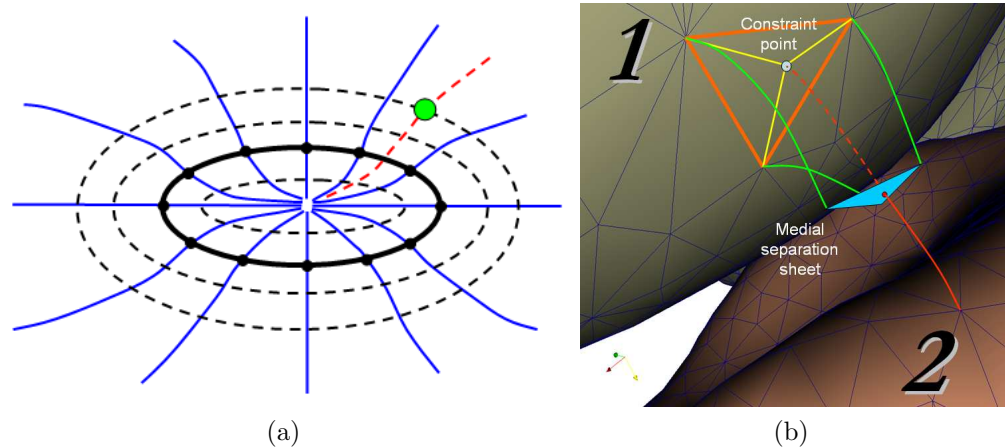 1
Constraint
point
Medial
separation
sheet
2
(a)
(b)